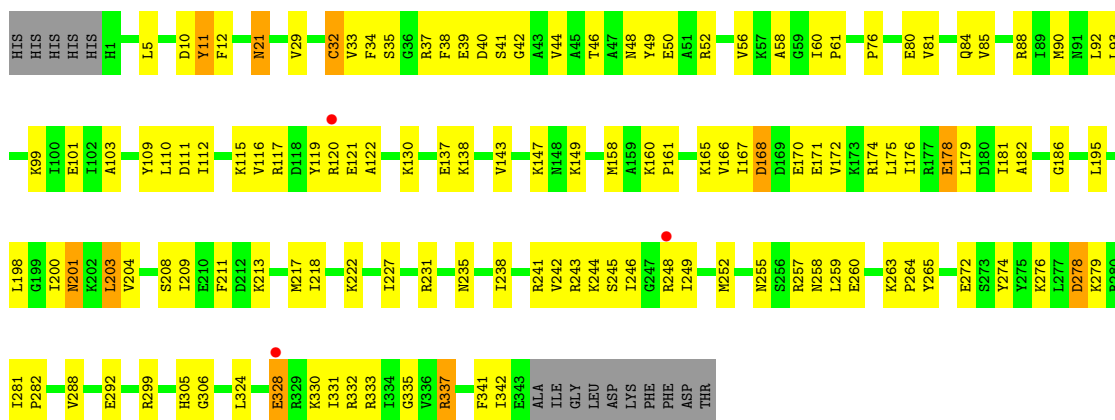 HIS HIS HIS HIS HIS H1 L5 D10 Y11 F12 N21 V29 C32 V33 F34 S35 G36 R37 F38 E39 D40 S41 G42 A43 V44 A45 T46 A47 N48 Y49 E50 A51 R52 V56 K57 A58 G59 I60 P61 P76 E80 V81 Q84 V85 R88 I89 M90 N91 L92
K99 I100 E101 I102 A103 Y109 L110 D111 I112 K115 V116 R117 D118 Y119 R120 E121 A122 K130 E137 K138 V143 K147 N148 K149 M158 A159 K160 P161 K165 V166 I167 D168 D169 E170 E171 V172 K173 R174 L175 I176 R177 E178 L179 D180 I181 A182 G186 L195
L198 G199 I200 N201 K202 L203 V204 S208 I209 E210 F211 D212 K213 M217 I218 K222 I227 R231 N235 I238 R241 V242 R243 K244 S245 I246 G247 R248 I249 M252 N255 S256 R257 N258 L259 E260 K263 P264 Y265 E272 S273 Y274 Y275 K276 L277 D278 K279
I281 P282 V288 E292 R299 H305 G306 L324 E328 R329 K330 I331 R332 R333 I334 G335 V336 R337 F341 I342 E343 ALA ILE GLY LEU ASP LYS PHE PHE ASP THR